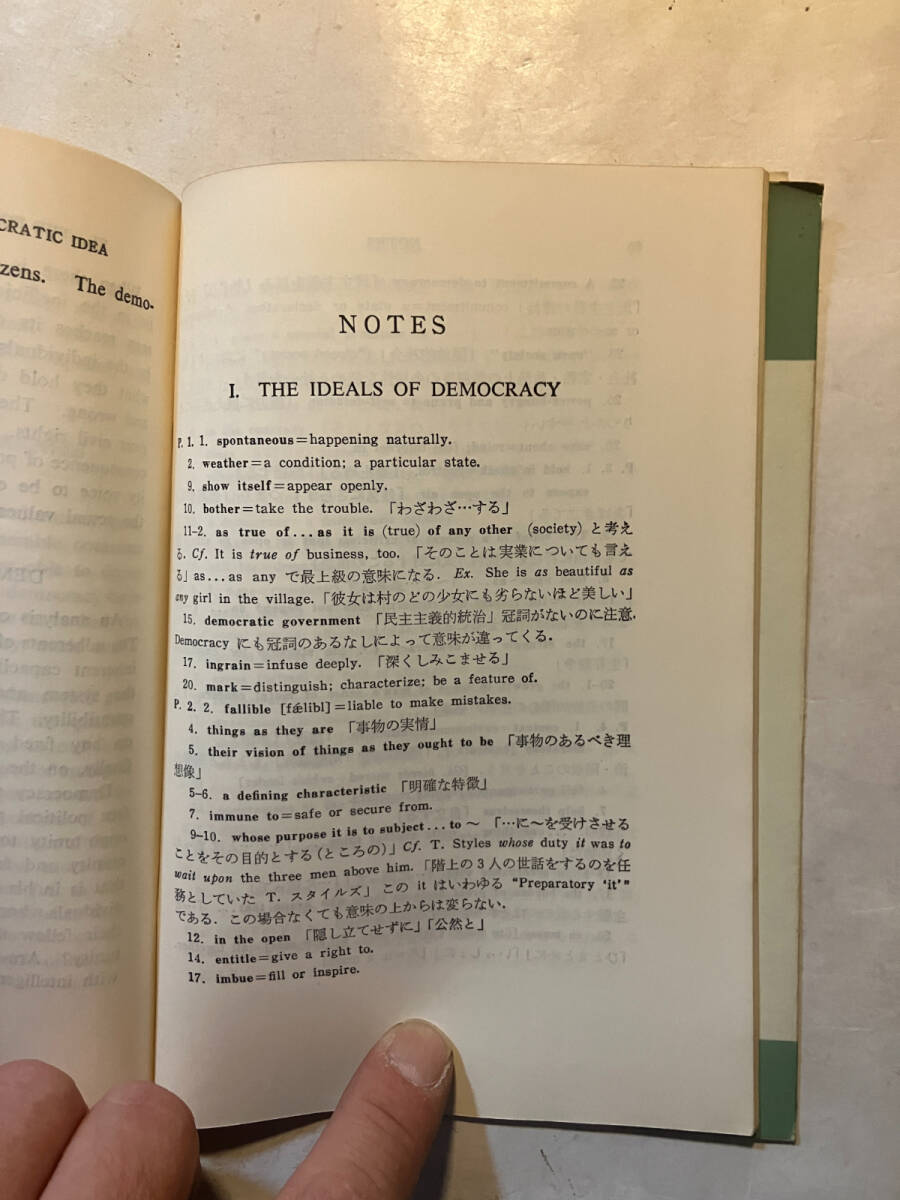 CRATIC IDEA
zens. The demo-
NOTES
I. THE IDEALS OF DEMOCRACY
P. 1. 1. spontaneous=happening naturally.
2. weather=a condition; a particular state.
9. show itself=appear openly.
10. bother=take the trouble. 「わざわざ…する」
11-2. as true of...as it is (true) of any other (society) と考え
る. Cf. It is true of business, too. 「そのことは実業についても言え
る」 as...as any で最上級の意味になる. Ex. She is as beautiful as
any girl in the village. 「彼女は村のどの少女にも劣らないほど美しい」
15. democratic government 「民主主義的統治」 冠詞がないのに注意.
Democracy にも冠詞のあるなしによって意味が違ってくる.
17. ingrain=infuse deeply. 「深くしみこませる」
20. mark=distinguish; characterize; be a feature of.
P. 2. 2. fallible [fǽlibl]=liable to make mistakes.
4. things as they are 「事物の実情」
5. their vision of things as they ought to be 「事物のあるべき理
想像」
5-6. a defining characteristic 「明確な特徴」
7. immune to=safe or secure from.
9-10. whose purpose it is to subject...to ~ 「…に~を受けさせる
ことをその目的とする(ところの)」 Cf. T. Styles whose duty it was to
wait upon the three men above him. 「階上の3人の世話をするのを任
務としていた T. スタイルズ」 この it はいわゆる "Preparatory 'it'"
である. この場合なくても意味の上からは変らない.
12. in the open 「隠し立てせずに」「公然と」
14. entitle=give a right to.
17. imbue=fill or inspire.